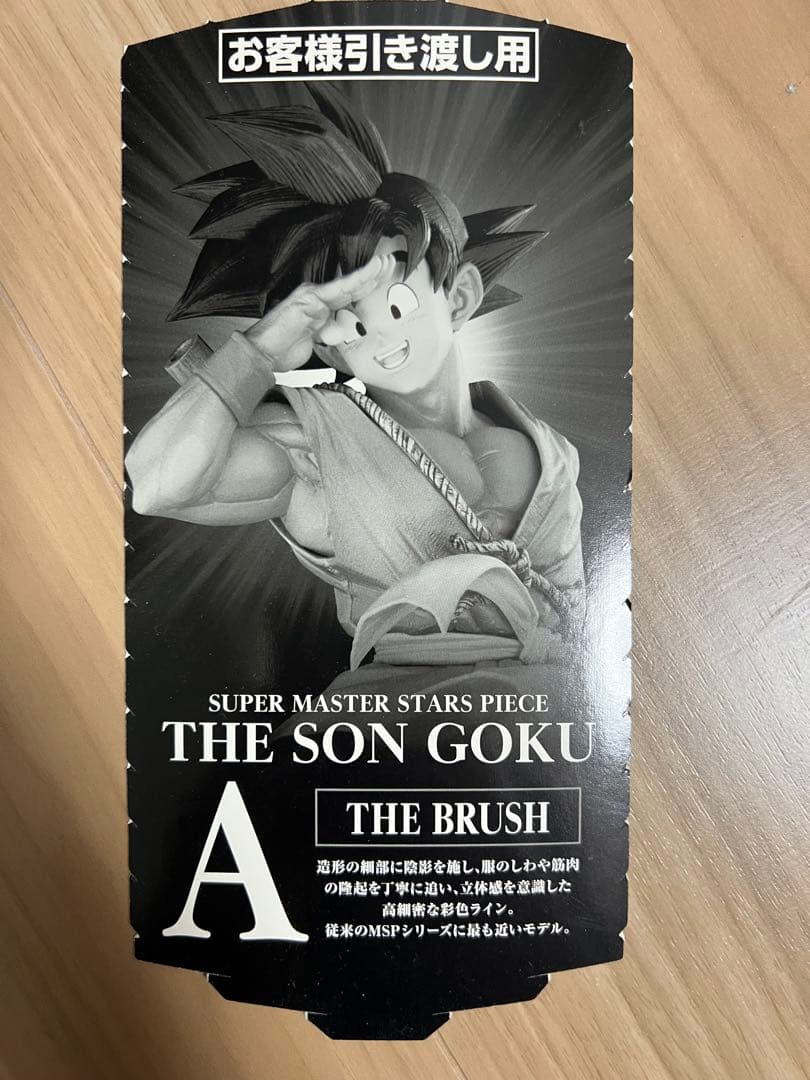 お客様引き渡し用
SUPER MASTER STARS PIECE
THE SON GOKU
A
THE BRUSH
造形の細部に陰影を施し、服のしわや筋肉
の隆起を丁寧に追い、立体感を意識した
高細密な彩色ライン。
従来のMSPシリーズに最も近いモデル。